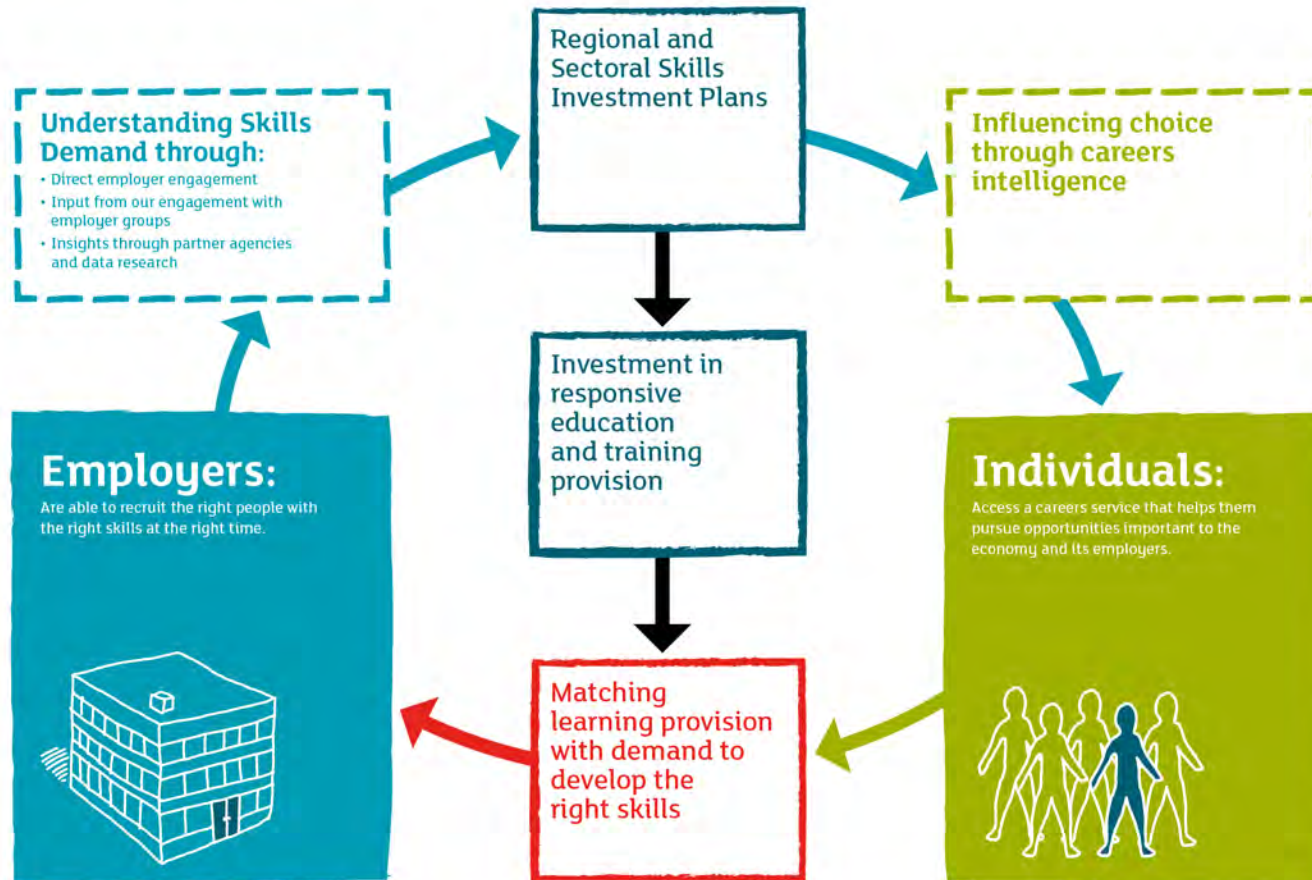 Regional and
Sectoral Skills
Investment Plans
Understanding Skills
Demand through:
• Direct employer engagement
• Input from our engagement with
employer groups
• Insights through partner agencies
and data research
Influencing choice
through careers
intelligence
Investment in
responsive
education
and training
provision
Employers:
Are able to recruit the right people with
the right skills at the right time.
Individuals:
Access a careers service that helps them
pursue opportunities important to the
economy and its employers.
Matching
learning provision
with demand to
develop the
right skills